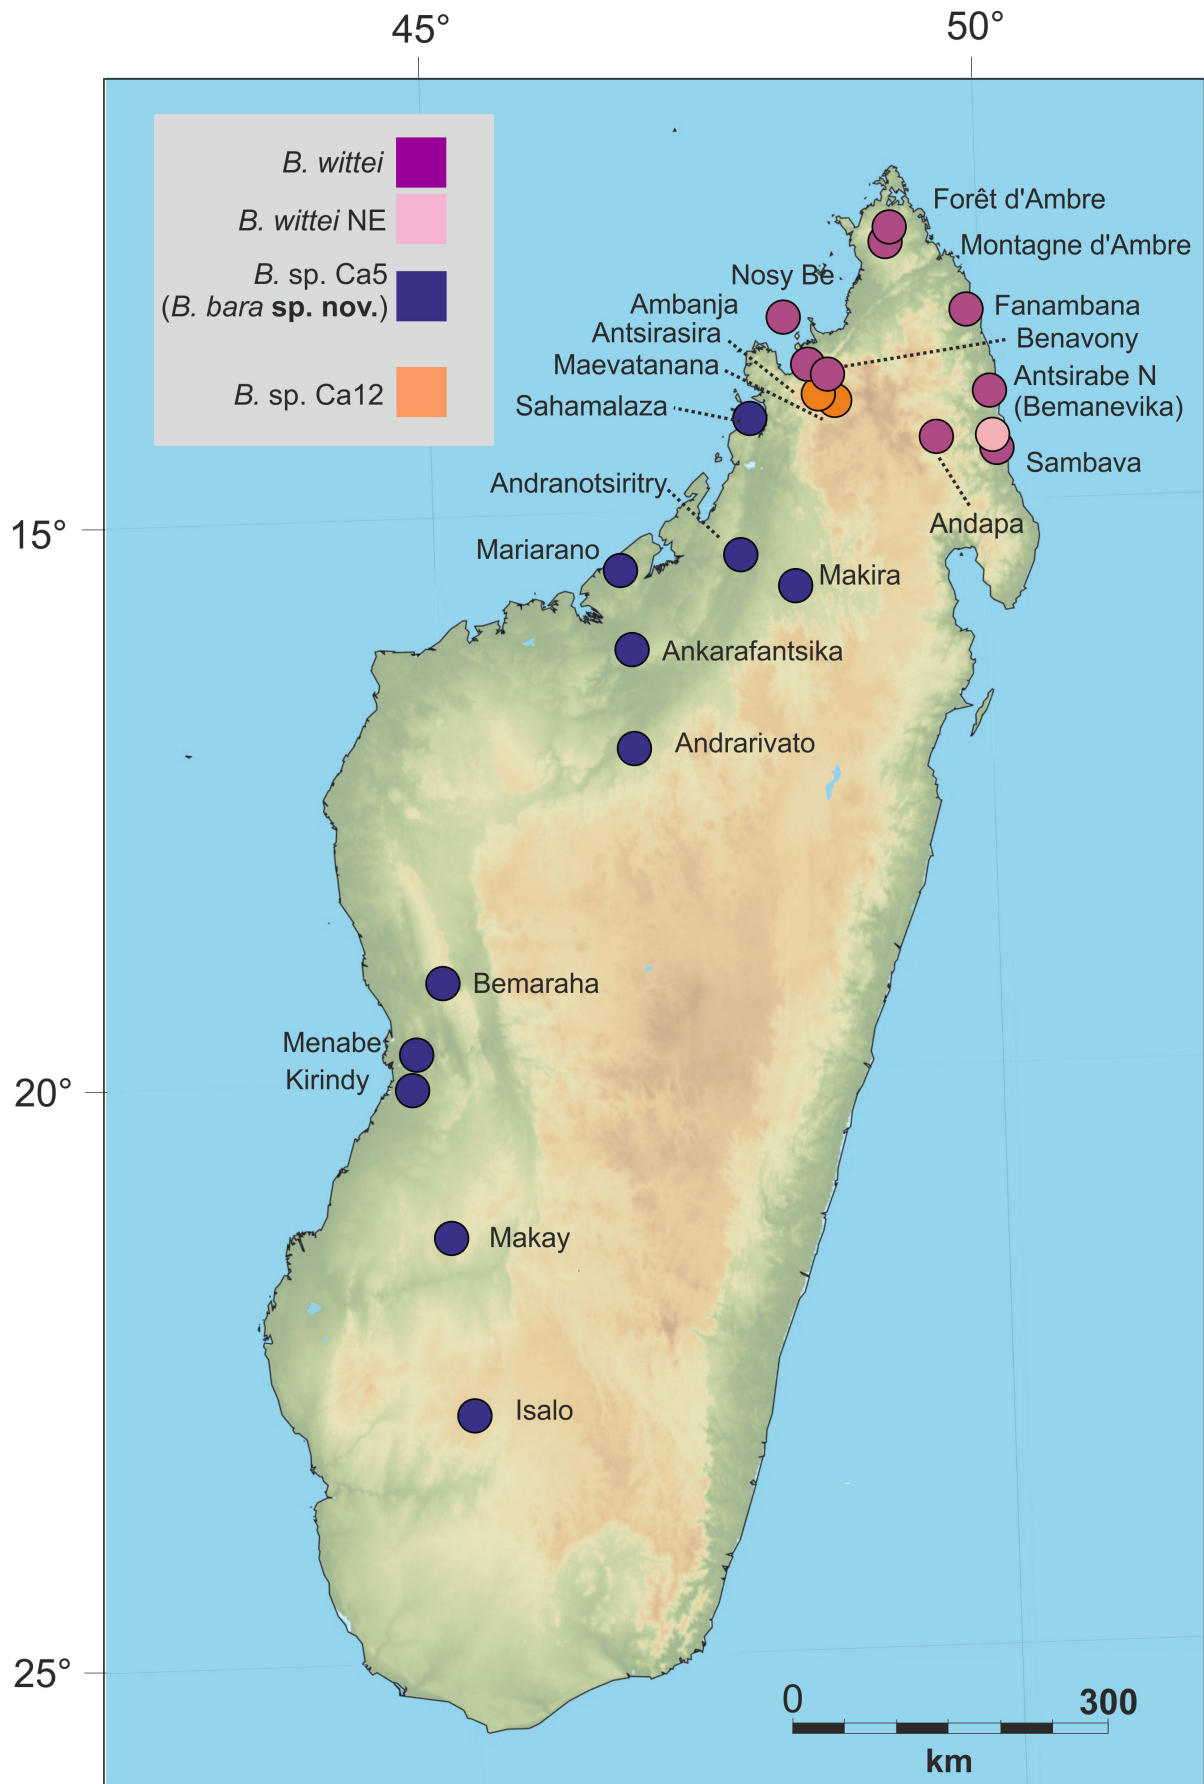 45°
50°
B. wittei
B. wittei NE
B. sp. Ca5
(B. bara sp. nov.)
B. sp. Ca12
Forêt d'Ambre
Montagne d'Ambre
Nosy Be
Ambanja
Fanambana
Antsirasira
Benavony
Maevatanana
Antsirabe N
(Bemanevika)
Sahamalaza
Sambava
Andranotsiritry
Andapa
15°
Mariarano
Makira
Ankarafantsika
Andrarivato
Bemaraha
Menabe
Kirindy
20°
Makay
Isalo
25°
0
300
km